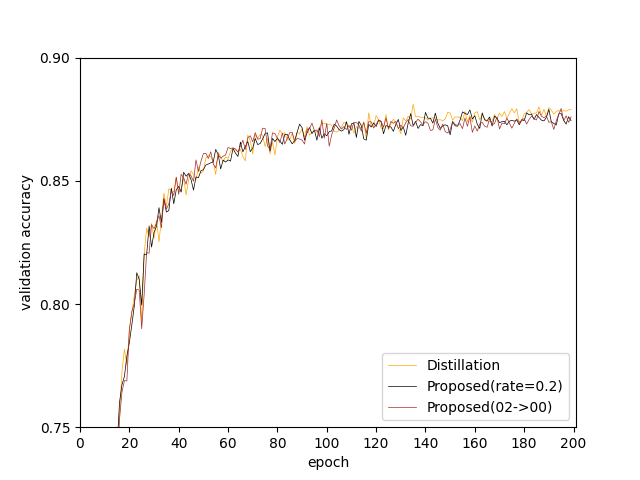 0.90
0.85
0.80
0.75
validation accuracy
Distillation
Proposed(rate=0.2)
Proposed(02->00)
0 20 40 60 80 100 120 140 160 180 200
epoch